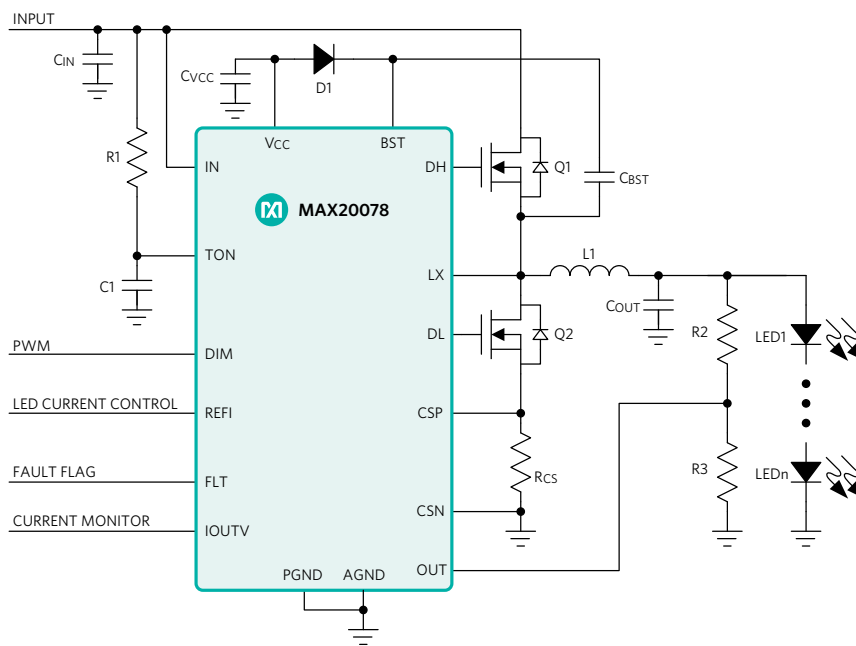 INPUT
CIN
CVCC
D1
R1
VCC
BST
IN
DH
Q1
CBST
MAX20078
TON
C1
LX
L1
COUT
R2
LED1
DL
Q2
PWM
DIM
LED CURRENT CONTROL
REFI
CSP
FAULT FLAG
FLT
RCS
R3
LEDn
CURRENT MONITOR
IOUTV
CSN
OUT
PGND
AGND